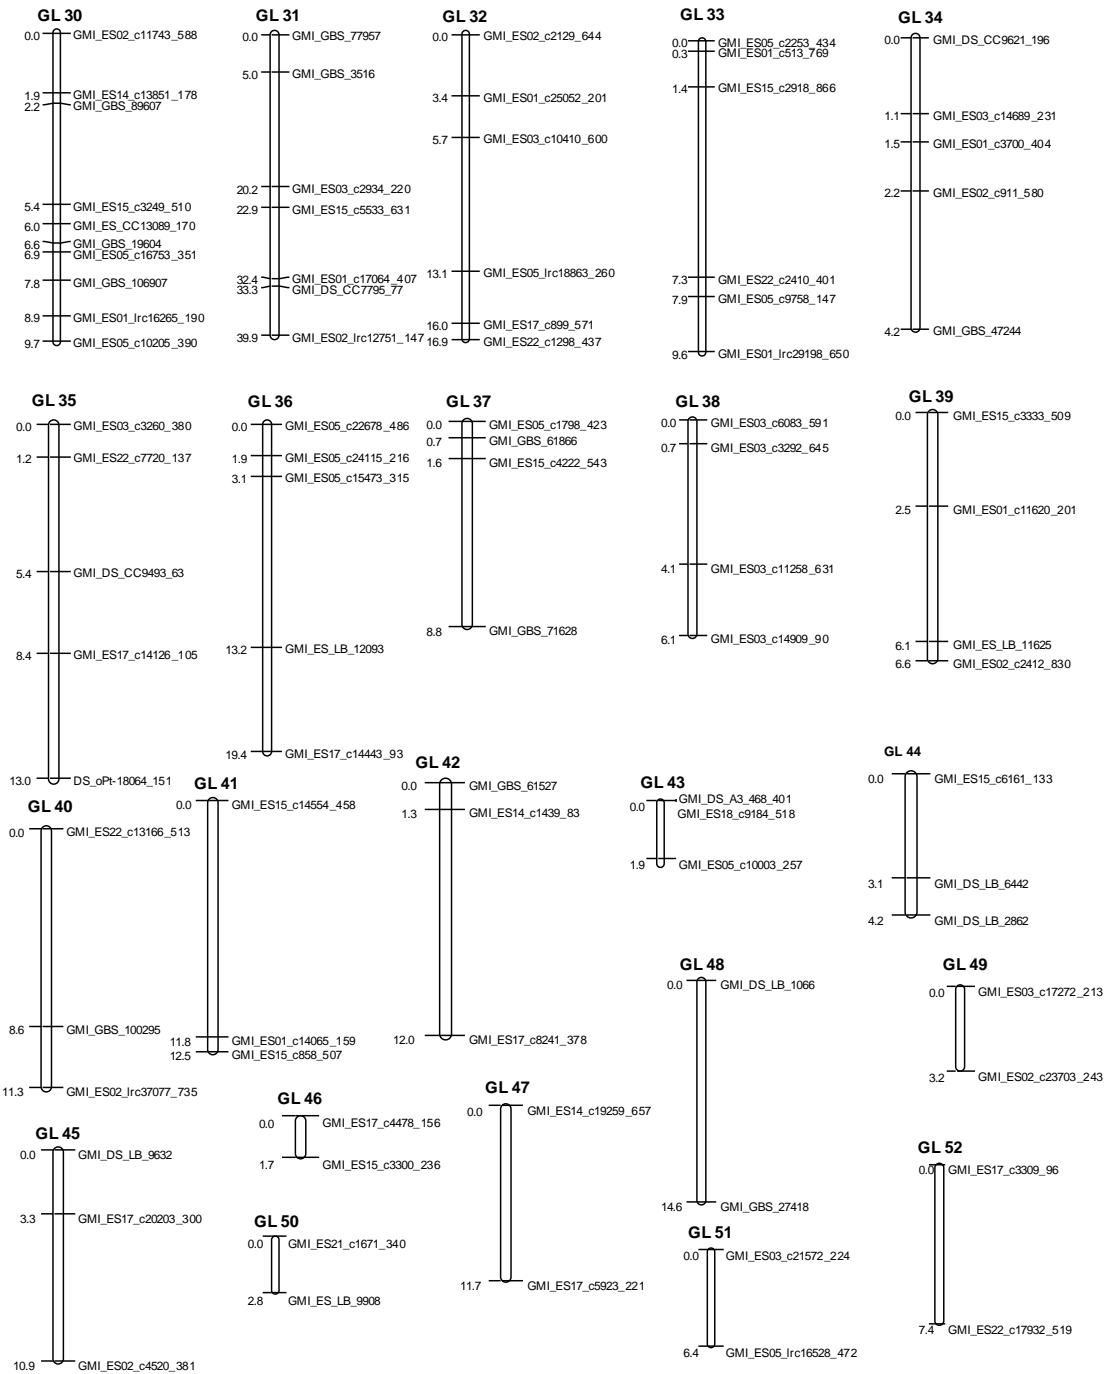 GL 30
0.0 GMI_ES02_c11743_588
1.9 GMI_ES14_c13851_178
2.2 GMI_GBS_89607
5.4 GMI_ES15_c3249_510
6.0 GMI_ES_CC13089_170
6.6 GMI_GBS_19604
6.9 GMI_ES05_c16753_351
7.8 GMI_GBS_106907
8.9 GMI_ES01_lrc16265_190
9.7 GMI_ES05_c10205_390
GL 31
0.0 GMI_GBS_77957
5.0 GMI_GBS_3516
20.2 GMI_ES03_c2934_220
22.9 GMI_ES15_c5533_631
32.4 GMI_ES01_c17064_407
33.3 GMI_DS_CC7795_77
39.9 GMI_ES02_lrc12751_147
GL 32
0.0 GMI_ES02_c2129_644
3.4 GMI_ES01_c25052_201
5.7 GMI_ES03_c10410_600
13.1 GMI_ES05_lrc18863_260
16.0 GMI_ES17_c899_571
16.9 GMI_ES22_c1298_437
GL 33
0.0 GMI_ES05_c2253_434
0.3 GMI_ES01_c513_769
1.4 GMI_ES15_c2918_866
7.3 GMI_ES22_c2410_401
7.9 GMI_ES05_c9758_147
9.6 GMI_ES01_lrc29198_650
GL 34
0.0 GMI_DS_CC9621_196
1.1 GMI_ES03_c14689_231
1.5 GMI_ES01_c3700_404
2.2 GMI_ES02_c911_580
4.2 GMI_GBS_47244
GL 35
0.0 GMI_ES03_c3260_380
1.2 GMI_ES22_c7720_137
5.4 GMI_DS_CC9493_63
8.4 GMI_ES17_c14126_105
13.0 DS_oPt-18064_151
GL 36
0.0 GMI_ES05_c22678_486
1.9 GMI_ES05_c24115_216
3.1 GMI_ES05_c15473_315
13.2 GMI_ES_LB_12093
19.4 GMI_ES17_c14443_93
GL 37
0.0 GMI_ES05_c1798_423
0.7 GMI_GBS_61866
1.6 GMI_ES15_c4222_543
8.8 GMI_GBS_71628
GL 38
0.0 GMI_ES03_c6083_591
0.7 GMI_ES03_c3292_645
4.1 GMI_ES03_c11258_631
6.1 GMI_ES03_c14909_90
GL 39
0.0 GMI_ES15_c3333_509
2.5 GMI_ES01_c11620_201
6.1 GMI_ES_LB_11625
6.6 GMI_ES02_c2412_830
GL 40
0.0 GMI_ES22_c13166_513
8.6 GMI_GBS_100295
11.3 GMI_ES02_lrc37077_735
GL 41
0.0 GMI_ES15_c14554_458
11.8 GMI_ES01_c14065_159
12.5 GMI_ES15_c858_507
GL 42
0.0 GMI_GBS_61527
1.3 GMI_ES14_c1439_83
12.0 GMI_ES17_c8241_378
GL 43
0.0 GMI_DS_A3_468_401
GMI_ES18_c9184_518
1.9 GMI_ES05_c10003_257
GL 44
0.0 GMI_ES15_c6161_133
3.1 GMI_DS_LB_6442
4.2 GMI_DS_LB_2862
GL 45
0.0 GMI_DS_LB_9632
3.3 GMI_ES17_c20203_300
10.9 GMI_ES02_c4520_381
GL 46
0.0 GMI_ES17_c4478_156
1.7 GMI_ES15_c3300_236
GL 47
0.0 GMI_ES14_c19259_657
11.7 GMI_ES17_c5923_221
GL 48
0.0 GMI_DS_LB_1066
14.6 GMI_GBS_27418
GL 49
0.0 GMI_ES03_c17272_213
3.2 GMI_ES02_c23703_243
GL 50
0.0 GMI_ES21_c1671_340
2.8 GMI_ES_LB_9908
GL 51
0.0 GMI_ES03_c21572_224
6.4 GMI_ES05_lrc16528_472
GL 52
0.0 GMI_ES17_c3309_96
7.4 GMI_ES22_c17932_519